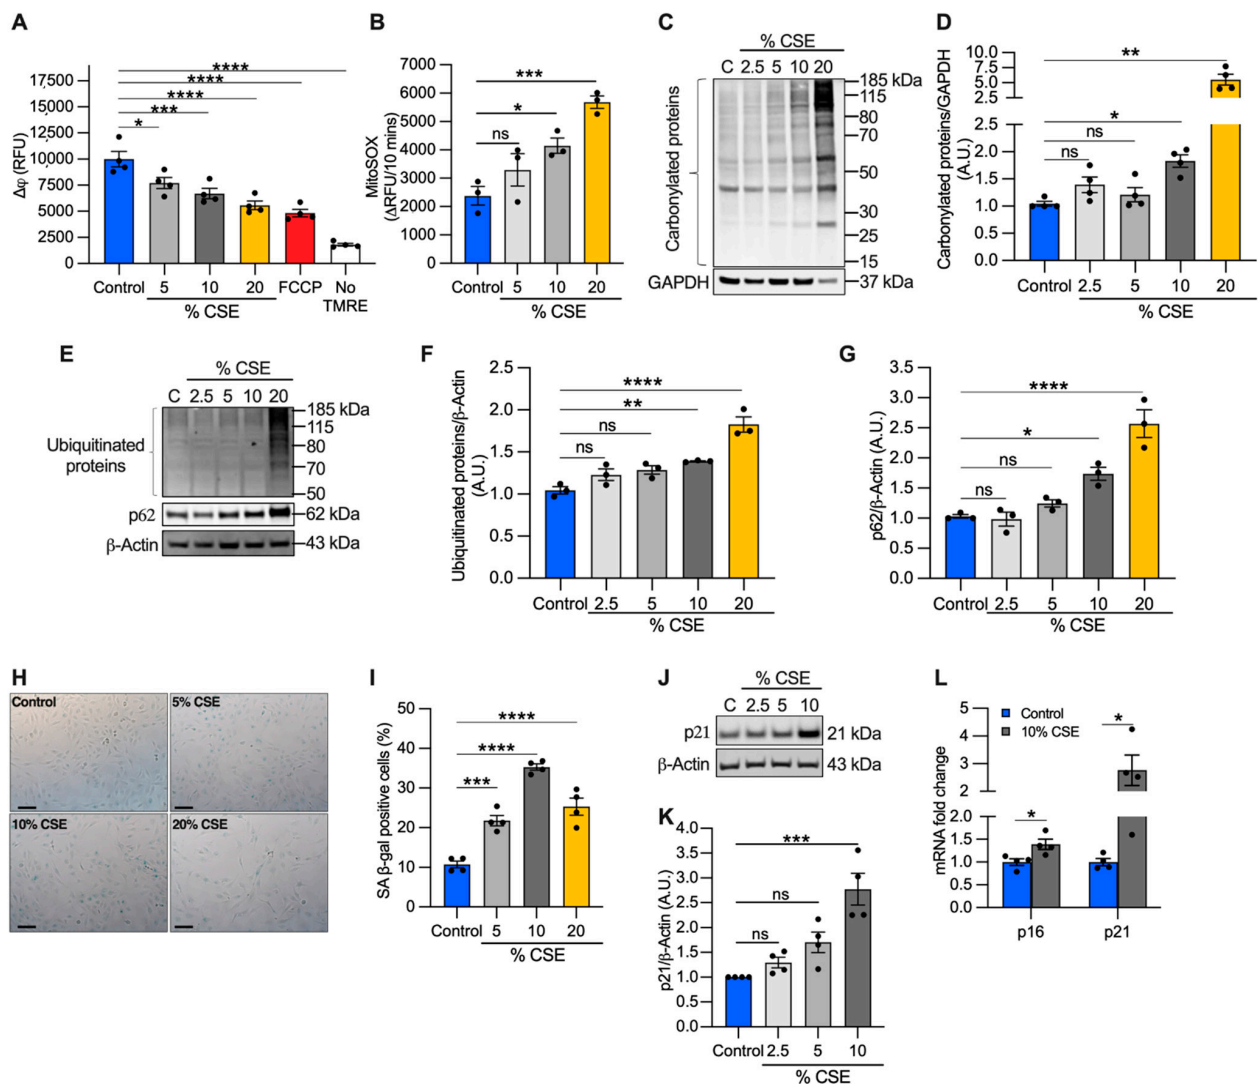 A
Δφ (RFU)
17,500
15,000
12,500
10000
7500
5000
2500
0
****
****
****
***
*
Control
5
10
20
FCCP
No
TMRE
% CSE
B
MitoSOX
(ΔRFU/10 mins)
7000
6000
5000
4000
3000
2000
1000
0
***
*
ns
Control
5
10
20
% CSE
C
% CSE
C 2.5 5 10 20
Carbonylated proteins
185 kDa
115
80
70
50
30
25
15
GAPDH
37 kDa
D
Carbonylated proteins/GAPDH
(A.U.)
10.0
7.5
5.0
2.5
2.5
2.0
1.5
1.0
0.5
0.0
**
*
ns
ns
Control
2.5
5
10
20
% CSE
E
% CSE
C 2.5 5 10 20
Ubiquitinated
proteins
185 kDa
115
80
70
50
p62
62 kDa
β-Actin
43 kDa
F
Ubiquitinated proteins/β-Actin
(A.U.)
2.5
2.0
1.5
1.0
0.5
0.0
****
**
ns
ns
Control
2.5
5
10
20
% CSE
G
p62/β-Actin (A.U.)
3.5
3.0
2.5
2.0
1.5
1.0
0.5
0.0
****
*
ns
ns
Control
2.5
5
10
20
% CSE
H
Control
5% CSE
10% CSE
20% CSE
I
SA β-gal positive cells (%)
50
40
30
20
10
0
****
****
***
Control
5
10
20
% CSE
J
% CSE
C 2.5 5 10
p21
21 kDa
β-Actin
43 kDa
K
p21/β-Actin (A.U.)
4.0
3.5
3.0
2.5
2.0
1.5
1.0
0.5
0.0
***
ns
ns
Control
2.5
5
10
% CSE
L
mRNA fold change
5
4
3
2
2.0
1.5
1.0
0.5
0.0
Control
10% CSE
*
*
p16
p21